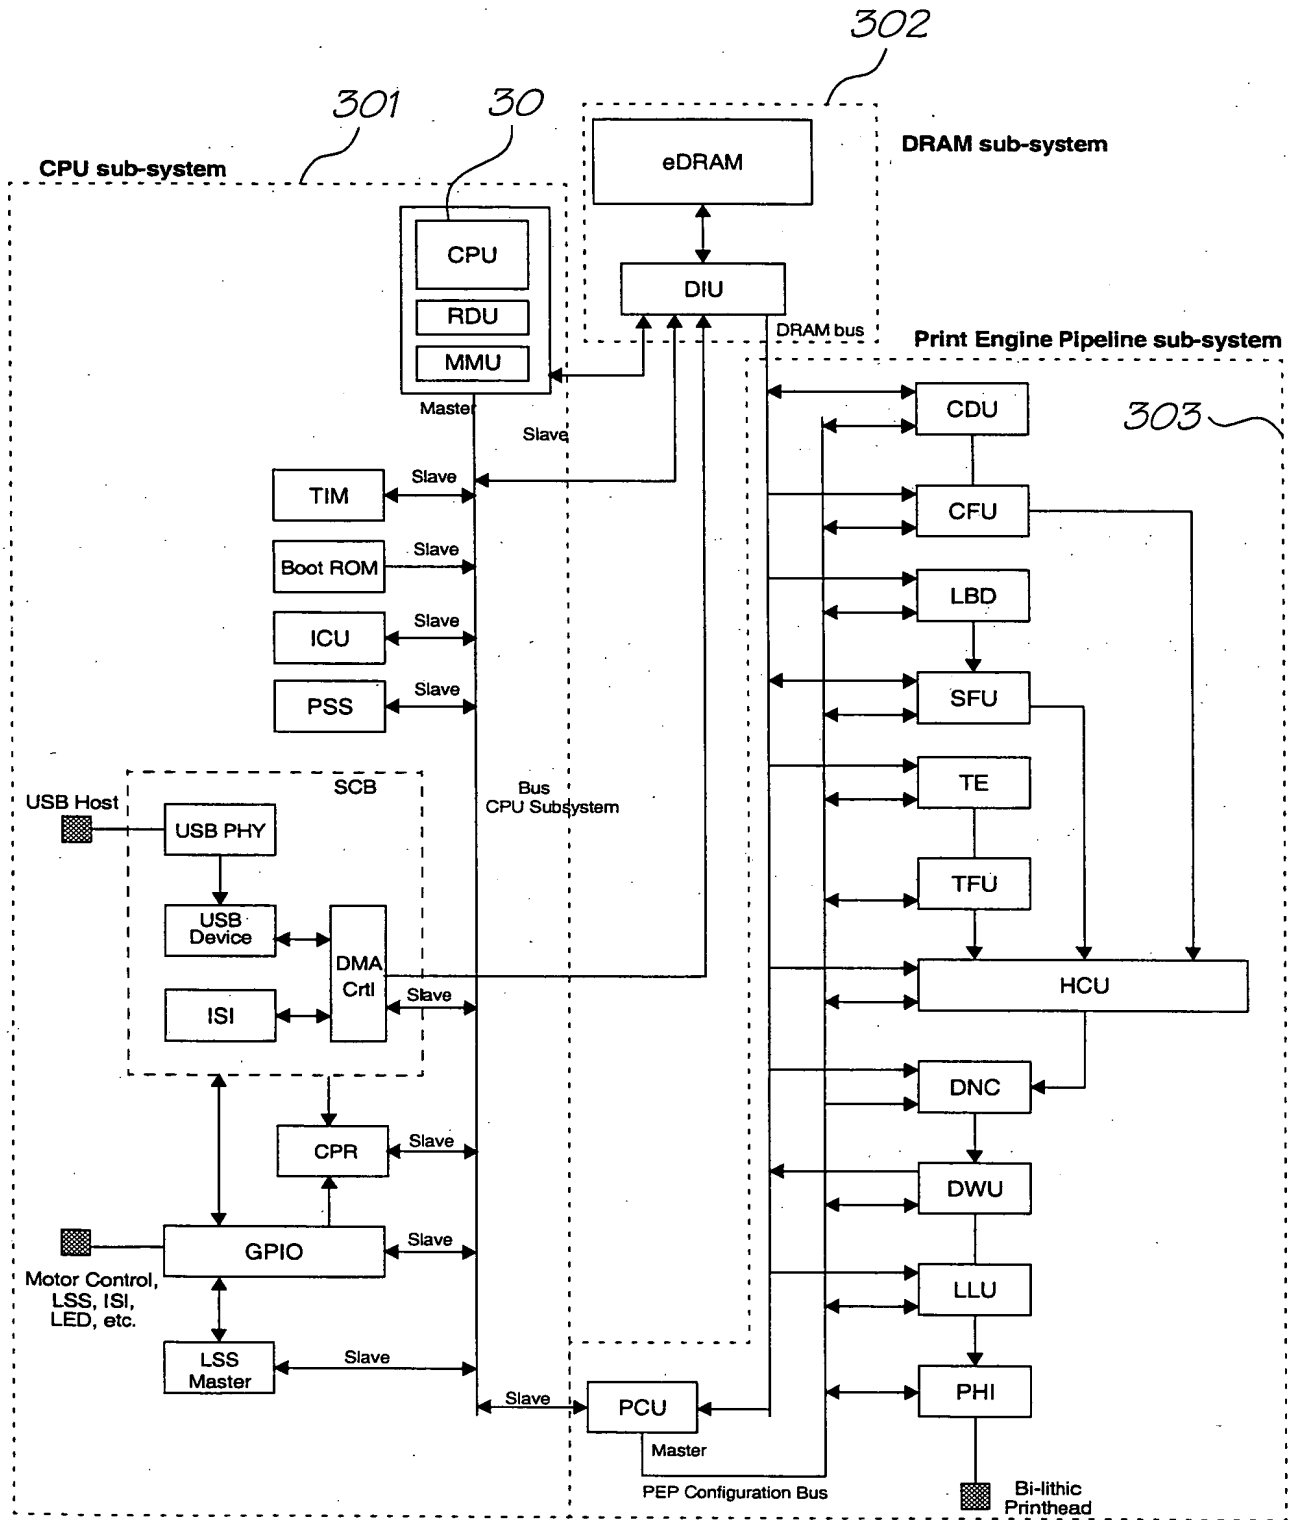 302
301
30
DRAM sub-system
CPU sub-system
eDRAM
CPU
DIU
RDU
DRAM bus
Print Engine Pipeline sub-system
MMU
Master
CDU
303
Slave
Slave
TIM
CFU
Slave
Boot ROM
LBD
Slave
ICU
Slave
PSS
SFU
SCB
Bus
CPU Subsystem
TE
USB Host
USB PHY
TFU
USB
Device
DMA
Crtl
HCU
Slave
ISI
DNC
Slave
CPR
DWU
Slave
GPIO
Motor Control,
LSS, ISI,
LED, etc.
LLU
Slave
LSS
Master
PHI
Slave
PCU
Master
PEP Configuration Bus
Bi-lithic
Printhead